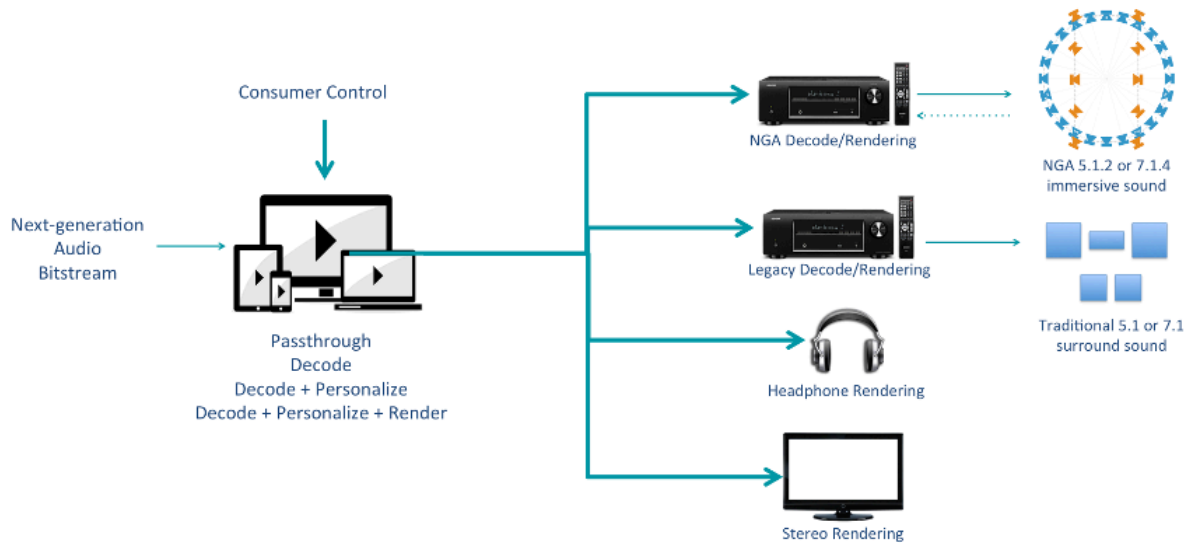 Consumer Control
Next-generation
Audio
Bitstream
Passthrough
Decode
Decode + Personalize
Decode + Personalize + Render
NGA Decode/Rendering
NGA 5.1.2 or 7.1.4
immersive sound
Legacy Decode/Rendering
Traditional 5.1 or 7.1
surround sound
Headphone Rendering
Stereo Rendering